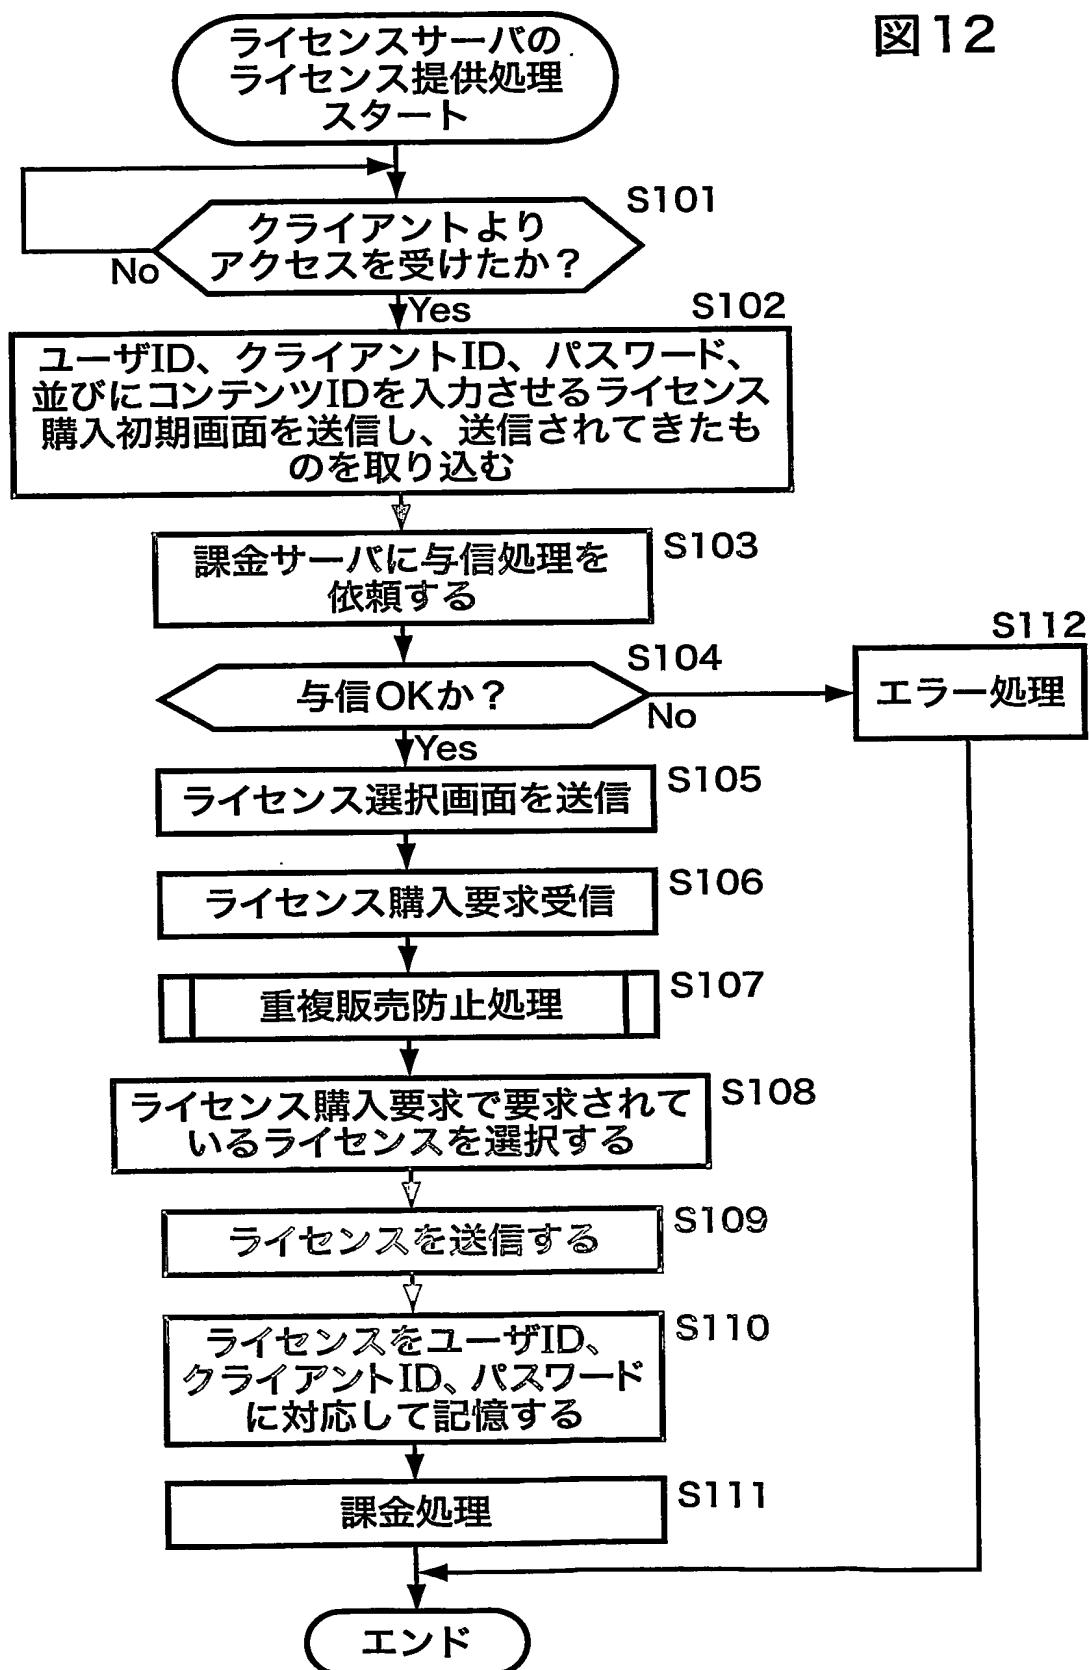 図12
ライセンスサーバの
ライセンス提供処理
スタート
S101
クライアントより
アクセスを受けたか？
No
Yes
S102
ユーザID、クライアントID、パスワード、
並びにコンテンツIDを入力させるライセンス
購入初期画面を送信し、送信されてきたも
のを取り込む
S103
課金サーバに与信処理を
依頼する
S104
与信OKか？
No
S112
エラー処理
Yes
S105
ライセンス選択画面を送信
S106
ライセンス購入要求受信
S107
重複販売防止処理
S108
ライセンス購入要求で要求されて
いるライセンスを選択する
S109
ライセンスを送信する
S110
ライセンスをユーザID、
クライアントID、パスワード
に対応して記憶する
S111
課金処理
エンド